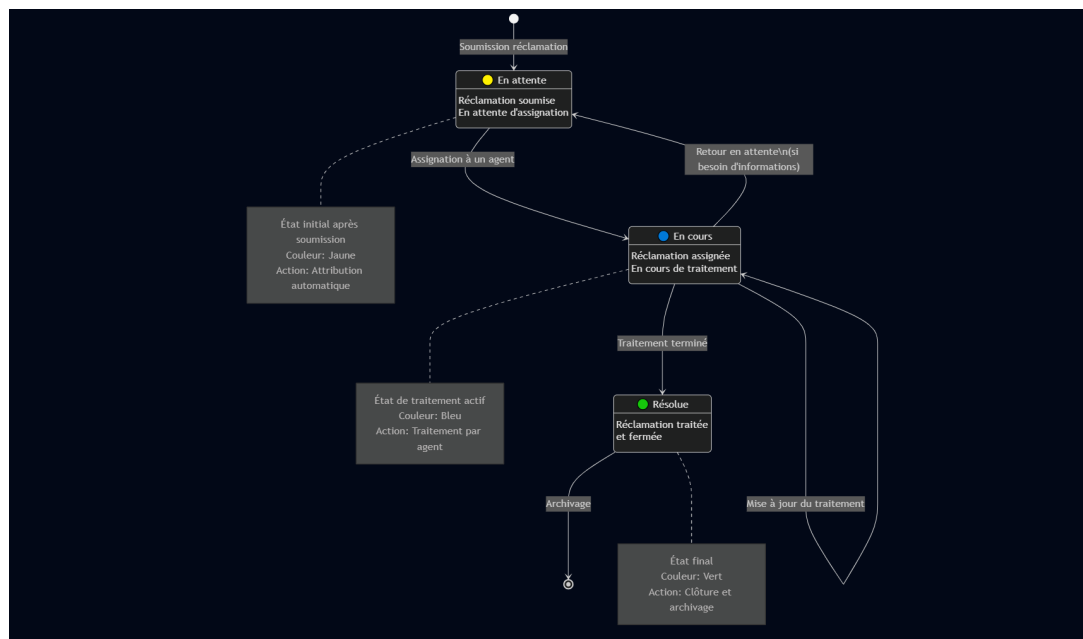 Soumission réclamation
En attente
Réclamation soumise
En attente d'assignation
Assignation à un agent
Retour en attente\n(si
besoin d'informations)
État initial après
soumission
Couleur: Jaune
Action: Attribution
automatique
En cours
Réclamation assignée
En cours de traitement
Traitement terminé
État de traitement actif
Couleur: Bleu
Action: Traitement par
agent
Résolue
Réclamation traitée
et fermée
Archivage
Mise à jour du traitement
État final
Couleur: Vert
Action: Clôture et
archivage